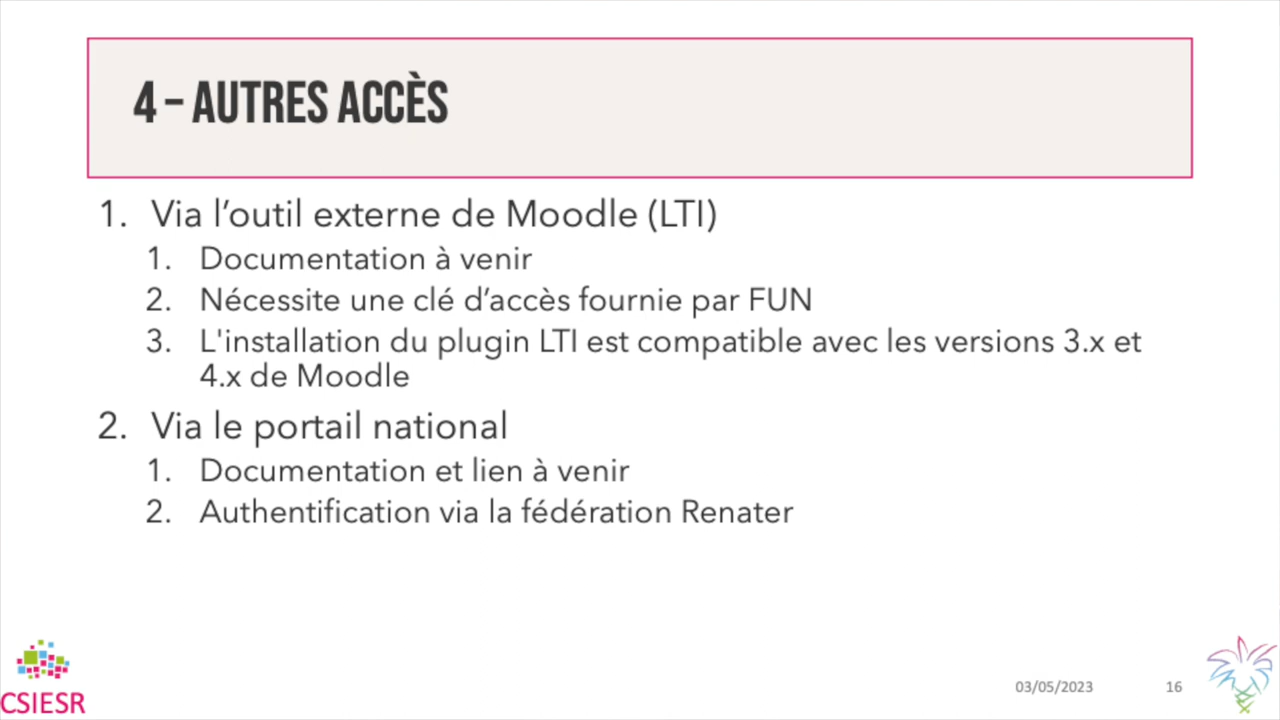 4 – AUTRES ACCÈS
1. Via l’outil externe de Moodle (LTI)
1. Documentation à venir
2. Nécessite une clé d’accès fournie par FUN
3. L'installation du plugin LTI est compatible avec les versions 3.x et
4.x de Moodle
2. Via le portail national
1. Documentation et lien à venir
2. Authentification via la fédération Renater
CSIESR
03/05/2023
16